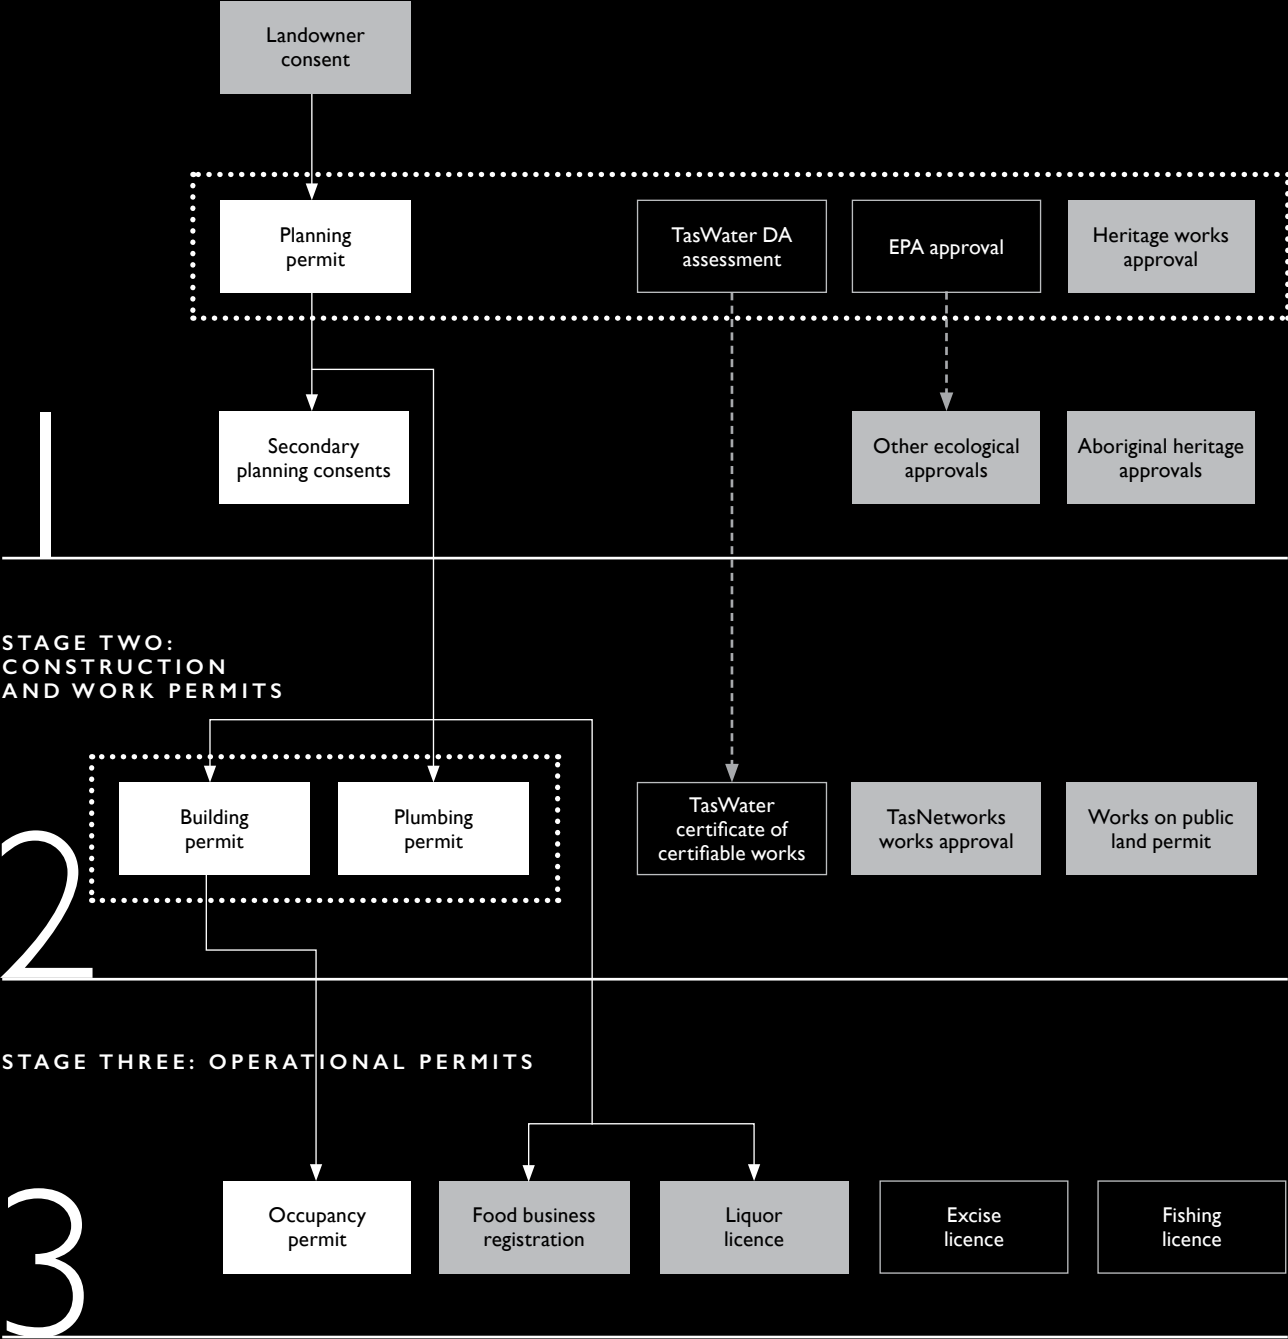 Landowner
consent
Planning
permit
TasWater DA
assessment
EPA approval
Heritage works
approval
Secondary
planning consents
Other ecological
approvals
Aboriginal heritage
approvals
1
STAGE TWO:
CONSTRUCTION
AND WORK PERMITS
Building
permit
Plumbing
permit
TasWater
certificate of
certifiable works
TasNetworks
works approval
Works on public
land permit
2
STAGE THREE: OPERATIONAL PERMITS
Occupancy
permit
Food business
registration
Liquor
licence
Excise
licence
Fishing
licence
3